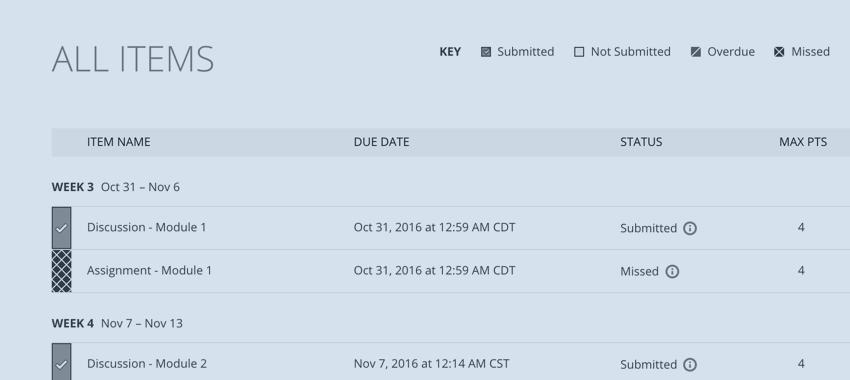 ALL ITEMS
KEY Submitted Not Submitted Overdue Missed
ITEM NAME DUE DATE STATUS MAX PTS
WEEK 3 Oct 31 – Nov 6
Discussion - Module 1 Oct 31, 2016 at 12:59 AM CDT Submitted 4
Assignment - Module 1 Oct 31, 2016 at 12:59 AM CDT Missed 4
WEEK 4 Nov 7 – Nov 13
Discussion - Module 2 Nov 7, 2016 at 12:14 AM CST Submitted 4